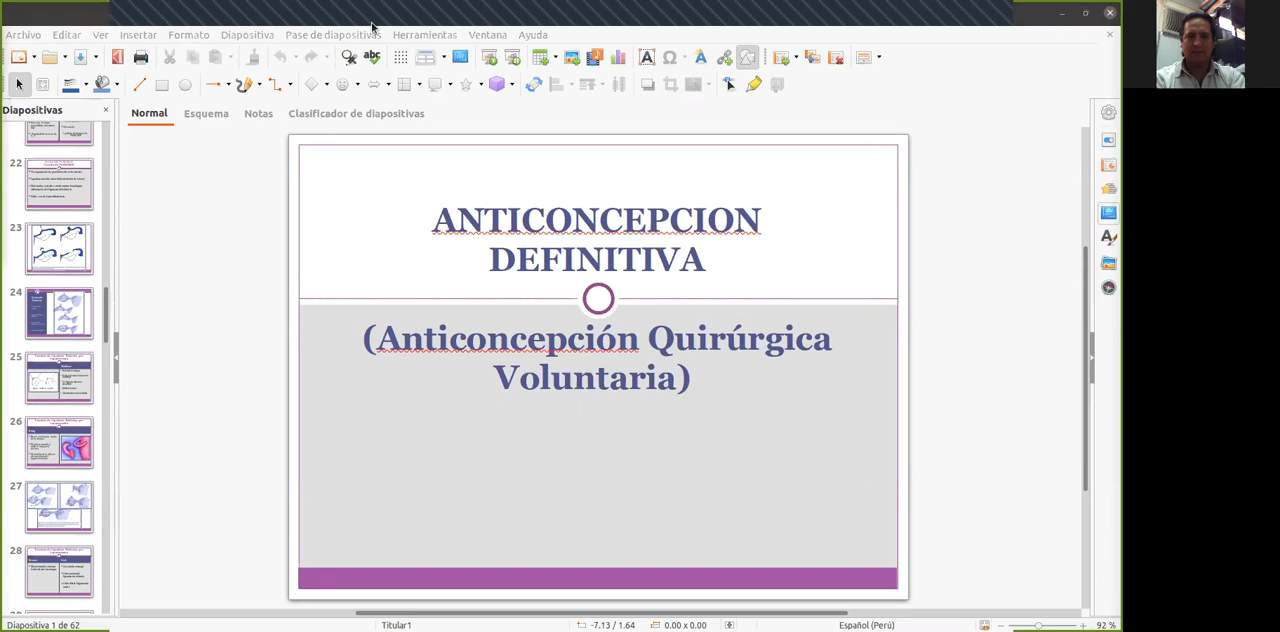 Archivo Editar Ver Insertar Formato Diapositiva Pase de diapositivas Herramientas Ventana Ayuda
Diapositivas
Normal Esquema Notas Clasificador de diapositivas
22
23
24
25
26
27
28
ANTICONCEPCION
DEFINITIVA
(Anticoncepción Quirúrgica
Voluntaria)
Diapositiva 1 de 62 Titular1 -7.13 / 1.64 0.00 x 0.00 Español (Perú) 92 %